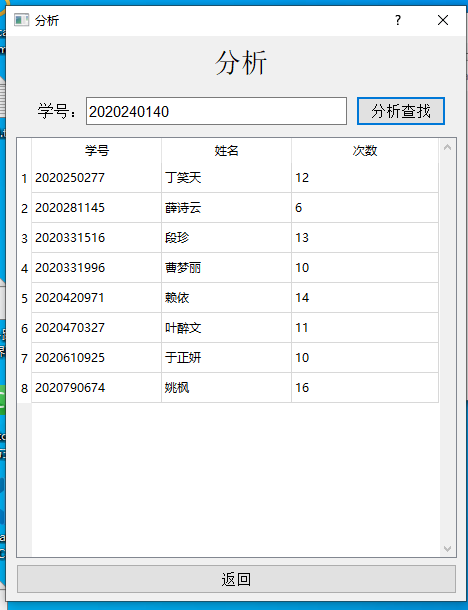 分析
?
分析
学号： 2020240140 分析查找
学号 姓名 次数
1 2020250277 丁笑天 12
2 2020281145 薛诗云 6
3 2020331516 段珍 13
4 2020331996 曹梦丽 10
5 2020420971 赖依 14
6 2020470327 叶醉文 11
7 2020610925 于正妍 10
8 2020790674 姚枫 16
返回